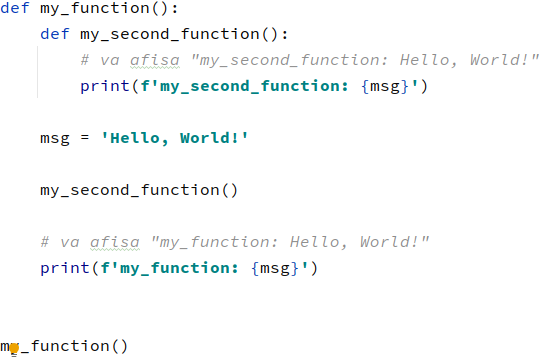 def my_function():
    def my_second_function():
        # va afisa "my_second_function: Hello, World!"
        print(f'my_second_function: {msg}')
    msg = 'Hello, World!'
    my_second_function()
    # va afisa "my_function: Hello, World!"
    print(f'my_function: {msg}')
my_function()